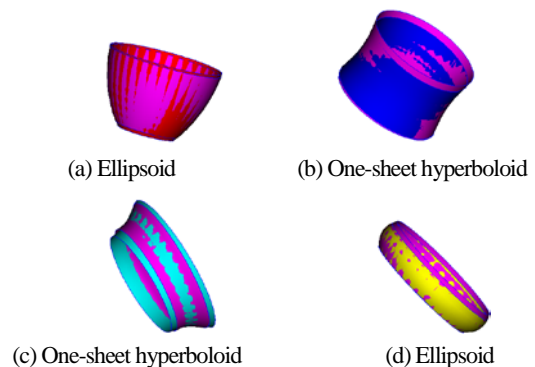 (a) Ellipsoid
(b) One-sheet hyperboloid
(c) One-sheet hyperboloid
(d) Ellipsoid